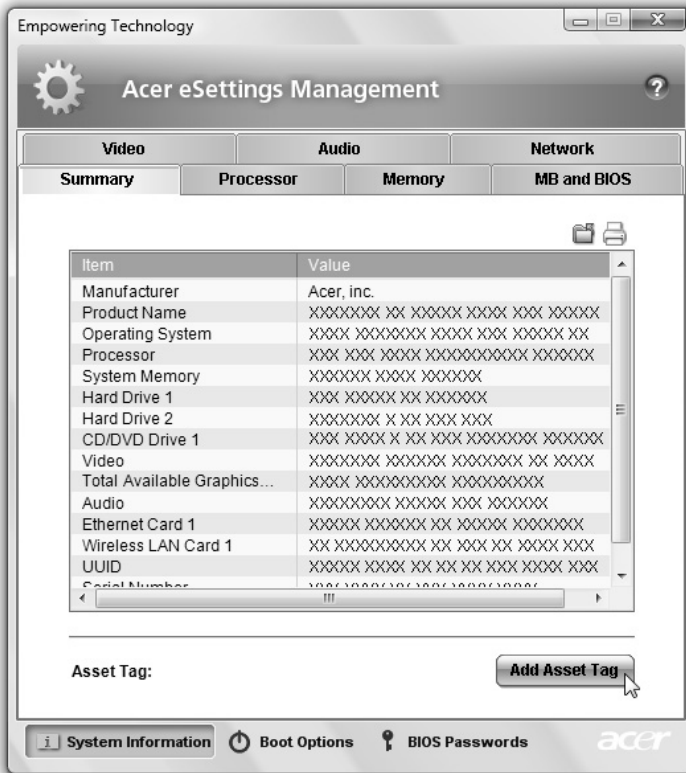 Empowering Technology
Acer eSettings Management
?
Video Audio Network
Summary Processor Memory MB and BIOS
Item Value
Manufacturer Acer, inc.
Product Name XXXXXXX XX XXXXX XXXX XXX XXXXX
Operating System XXXX XXXXXXX XXXX XXX XXXXX XX
Processor XXX XXX XXXX XXXXXXXXXX XXXXXX
System Memory XXXXXX XXXX XXXXXX
Hard Drive 1 XXX XXXXX XX XXXXXX
Hard Drive 2 XXXXXXX X XX XXX XXX
CD/DVD Drive 1 XXX XXXX X XX XXX XXXXXXX XXXXXX
Video XXXXXXX XXXXXX XXXXXXX XX XXXX
Total Available Graphics... XXXX XXXXXXXXX XXXXXXXXX
Audio XXXXXXXX XXXXX XXX XXXXXX
Ethernet Card 1 XXXXX XXXXXX XX XXXX XXXXXXX
Wireless LAN Card 1 XX XXXXXXXXX XX XXX XX XXXX XXX
UUID XXXXX XXXX XX XX XX XXX XXXX XXX
Serial Number
Asset Tag: Add Asset Tag
System Information Boot Options BIOS Passwords acer